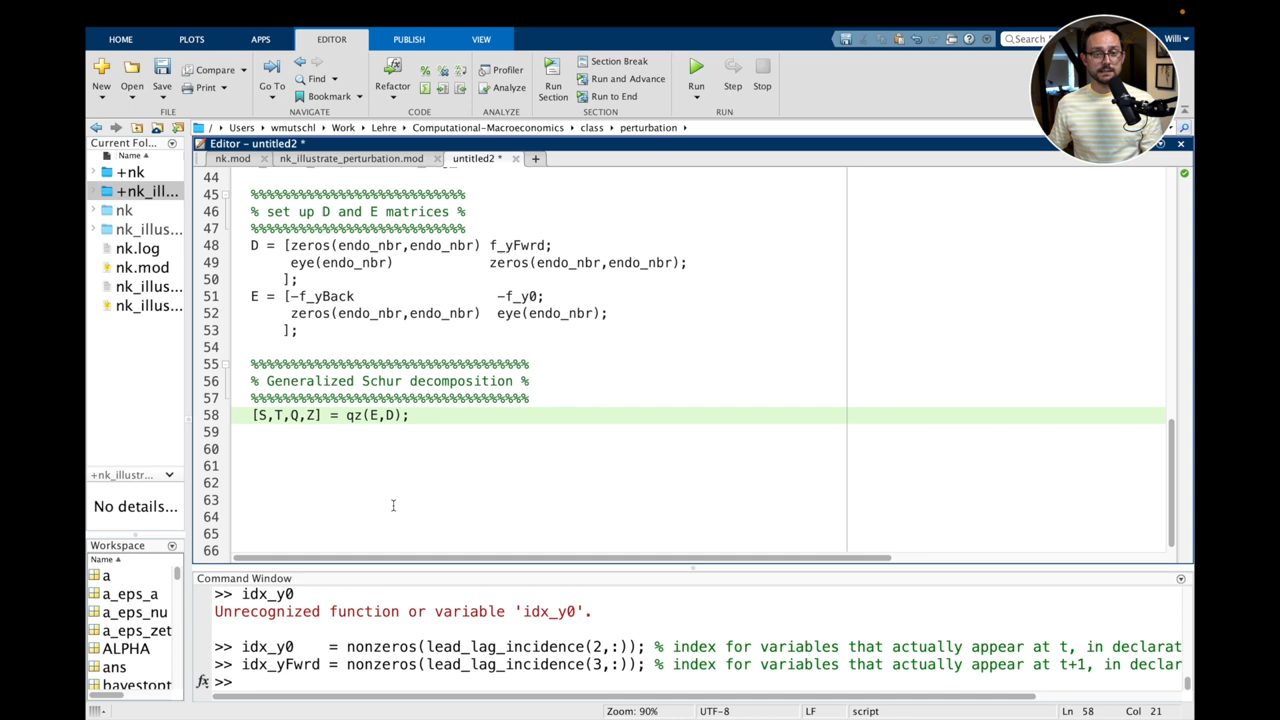 HOME PLOTS APPS EDITOR PUBLISH VIEW Search Willi
New Open Save Compare Print Go To Find Bookmark Refactor Profiler Analyze Run Section Section Break Run and Advance Run to End Run Step Stop
FILE NAVIGATE CODE ANALYZE SECTION RUN
/ Users wmutschl Work Lehre Computational-Macroeconomics class perturbation
Current Fol...
Name
+nk
+nk_ill...
nk
nk_illus...
nk.log
nk.mod
nk_illus...
nk_illus...
+nk_illustr...
No details...
Workspace
Name
a
a_eps_a
a_eps_nu
a_eps_zet
ALPHA
ans
bayestopt
Editor - untitled2 *
nk.mod nk_illustrate_perturbation.mod untitled2 *
44
45 %%%%%%%%%%%%%%%%%%%%%%%%%%%
46 % set up D and E matrices %
47 %%%%%%%%%%%%%%%%%%%%%%%%%%%
48 D = [zeros(endo_nbr,endo_nbr) f_yFwrd;
49 eye(endo_nbr) zeros(endo_nbr,endo_nbr);
50 ];
51 E = [-f_yBack -f_y0;
52 zeros(endo_nbr,endo_nbr) eye(endo_nbr);
53 ];
54
55 %%%%%%%%%%%%%%%%%%%%%%%%%%%%%%%%%%%
56 % Generalized Schur decomposition %
57 %%%%%%%%%%%%%%%%%%%%%%%%%%%%%%%%%%%
58 [S,T,Q,Z] = qz(E,D);
59
60
61
62
63
64
65
66
Command Window
>> idx_y0
Unrecognized function or variable 'idx_y0'.
>> idx_y0 = nonzeros(lead_lag_incidence(2,:)); % index for variables that actually appear at t, in declarat
>> idx_yFwrd = nonzeros(lead_lag_incidence(3,:)); % index for variables that actually appear at t+1, in declar
fx >>
Zoom: 90% UTF-8 LF script Ln 58 Col 21